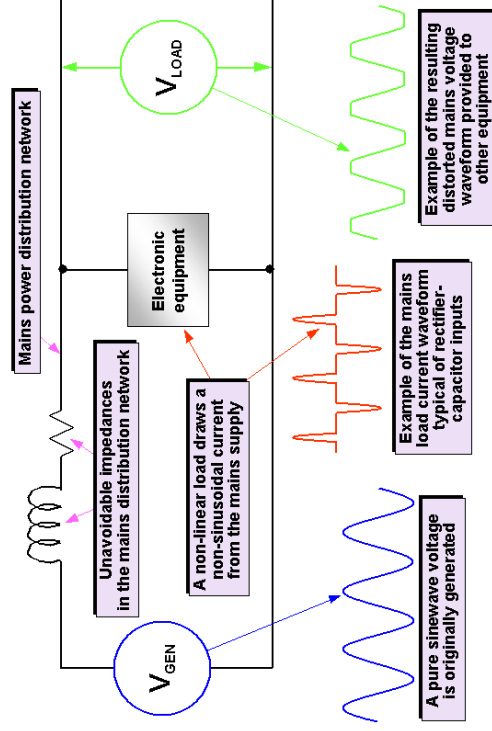 Mains power distribution network
Unavoidable impedances
in the mains distribution network
V GEN
Electronic
equipment
V LOAD
A non-linear load draws a
non-sinusoidal current
from the mains supply
A pure sinewave voltage
is originally generated
Example of the mains
load current waveform
typical of rectifier-
capacitor inputs
Example of the resulting
distorted mains voltage
waveform provided to
other equipment